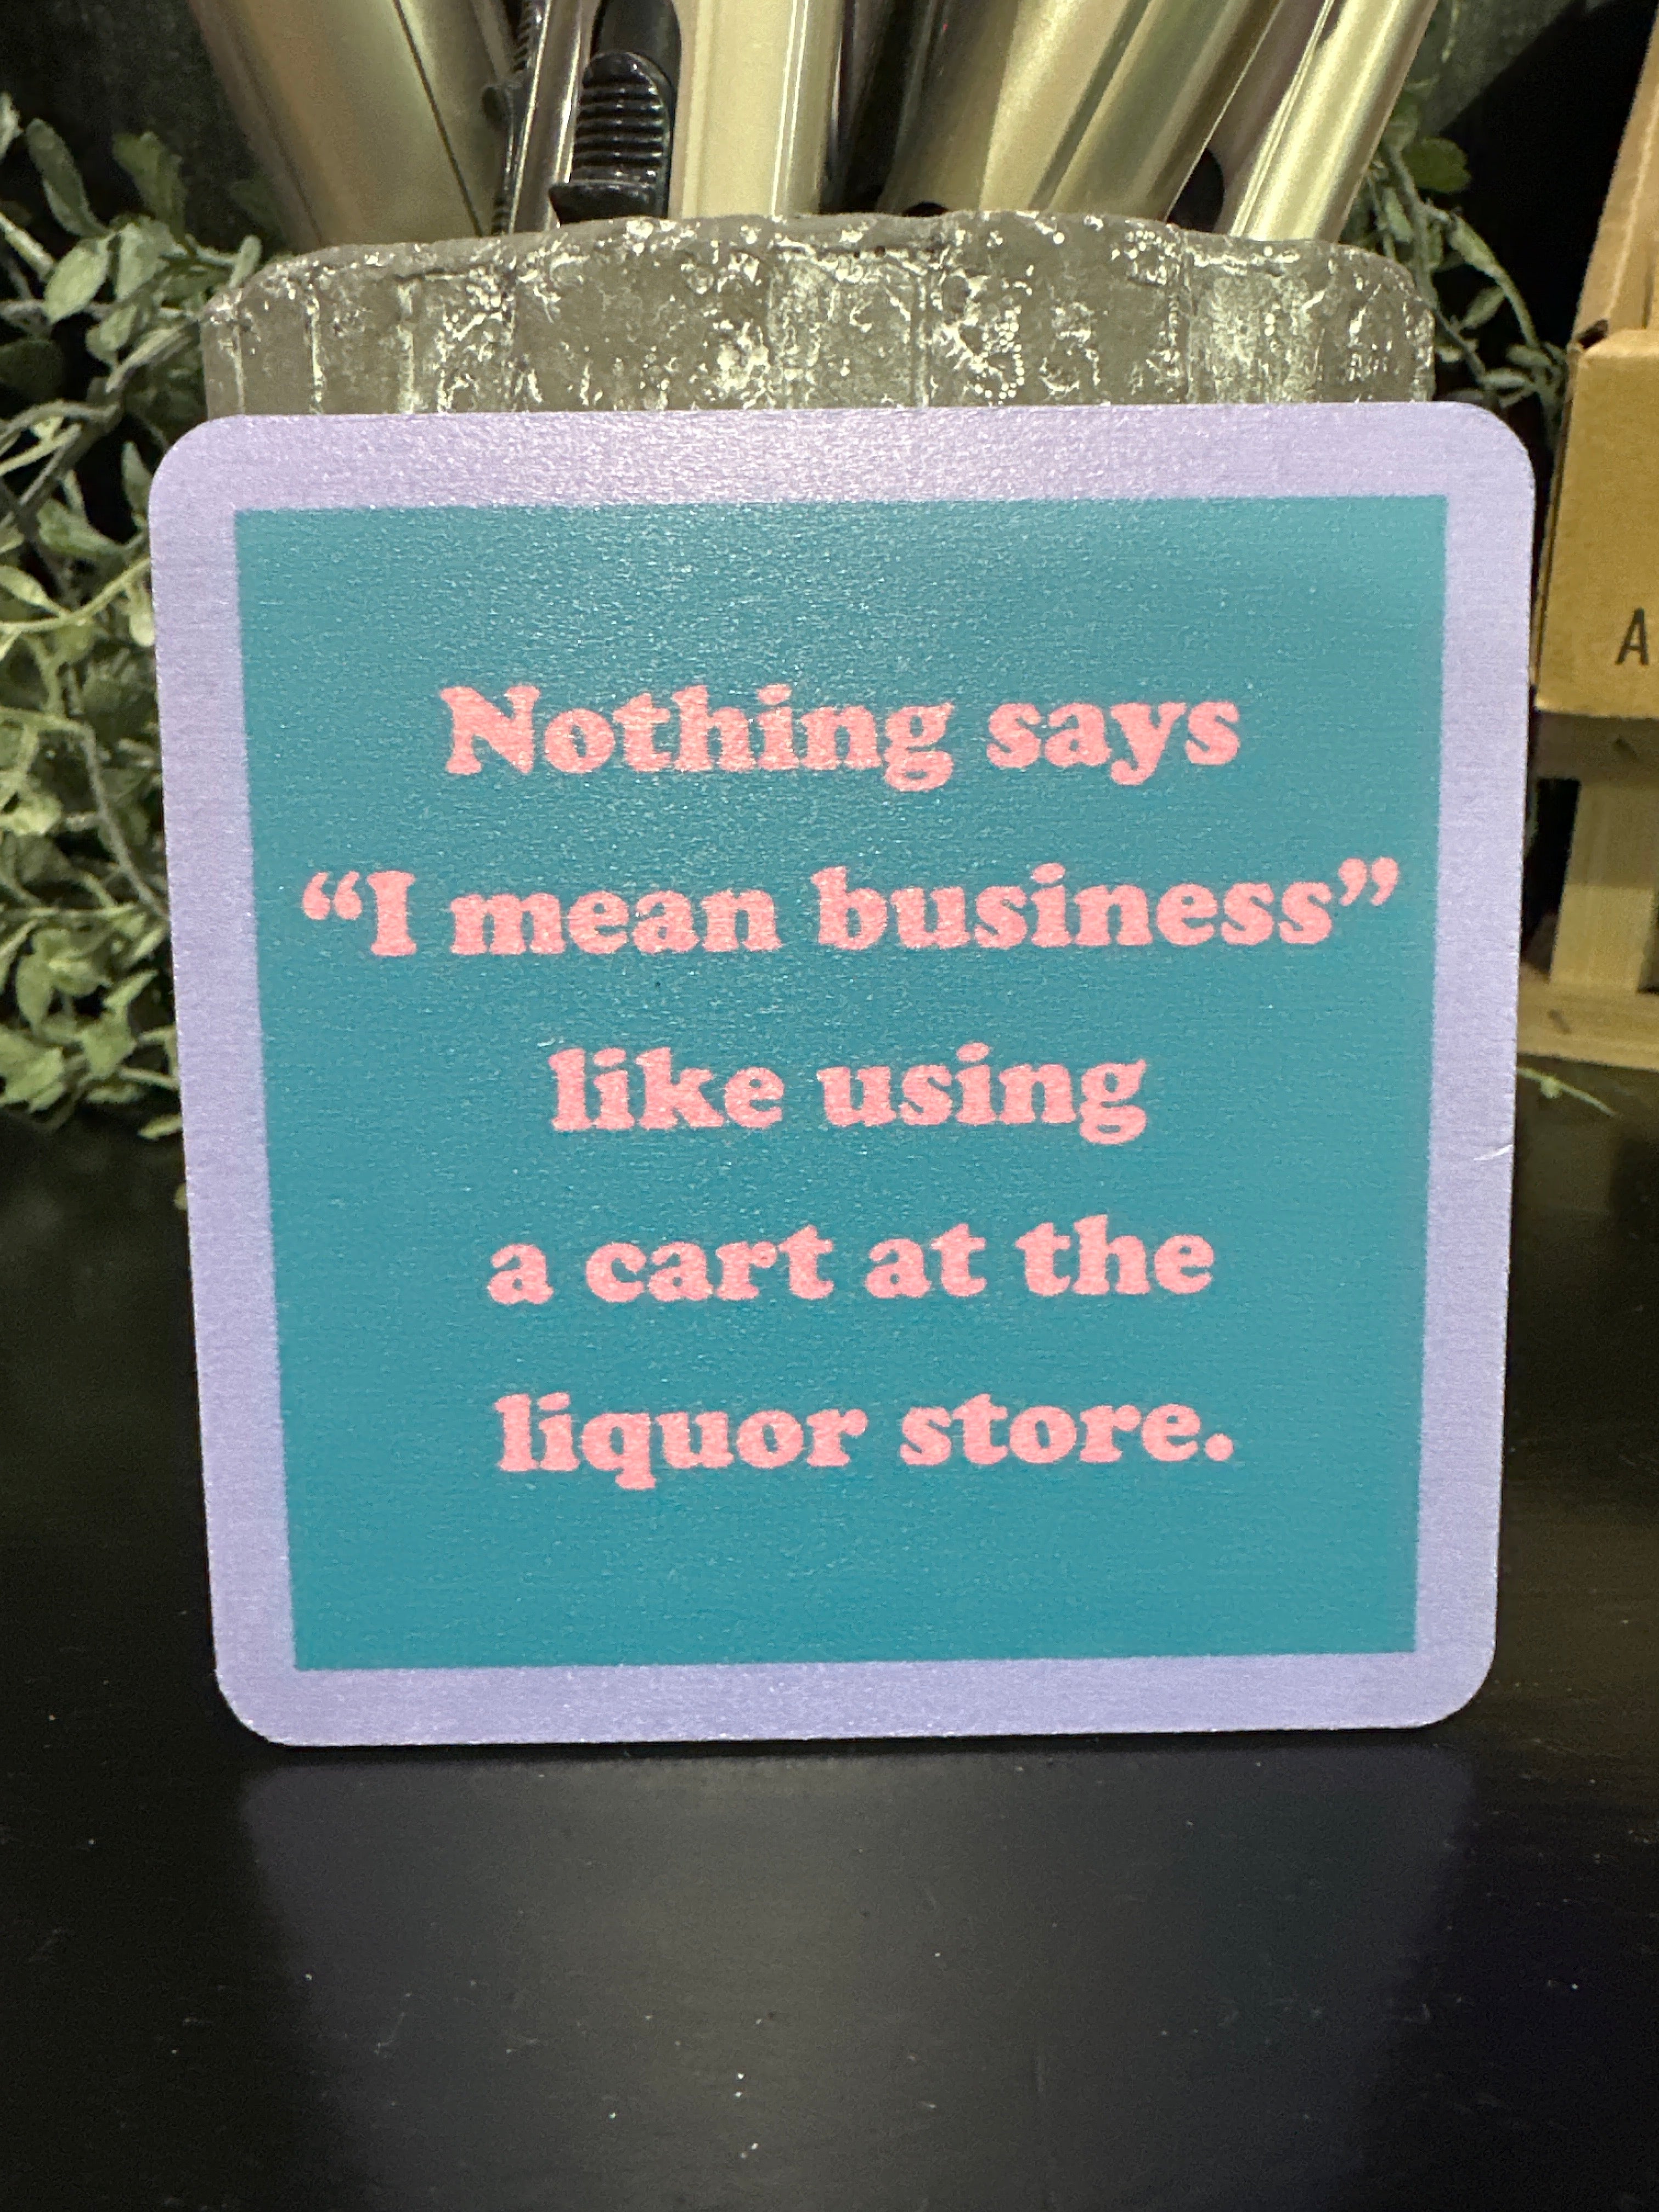 Nothing says
“I mean business”
like using
a cart at the
liquor store.
A